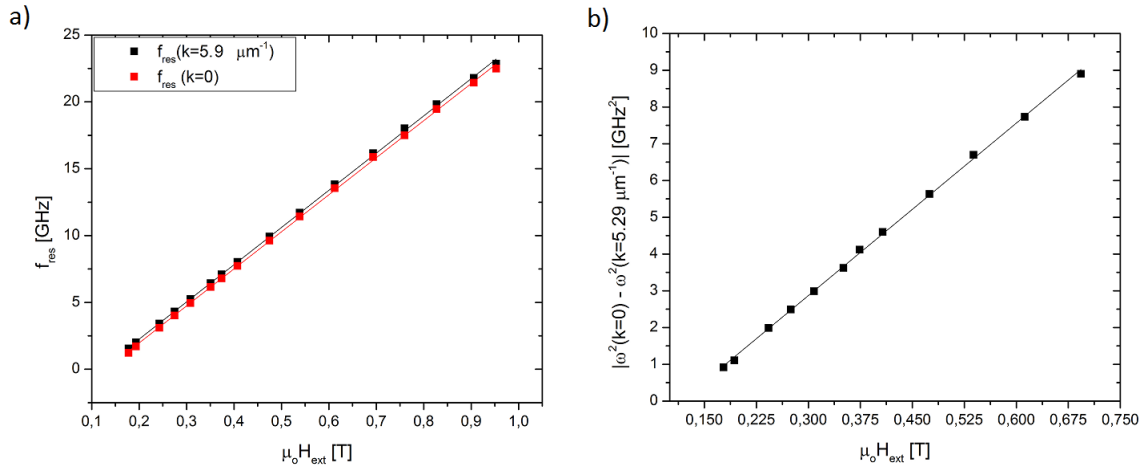 a)
25
20
15
10
5
0
f_res [GHz]
f_res(k=5.9 μm⁻¹)
f_res (k=0)
0,1 0,2 0,3 0,4 0,5 0,6 0,7 0,8 0,9 1,0
μ_oH_ext [T]
b)
10
9
8
7
6
5
4
3
2
1
0
|ω²(k=0) - ω²(k=5.29 μm⁻¹)| [GHz²]
0,150 0,225 0,300 0,375 0,450 0,525 0,600 0,675 0,750
μ_oH_ext [T]